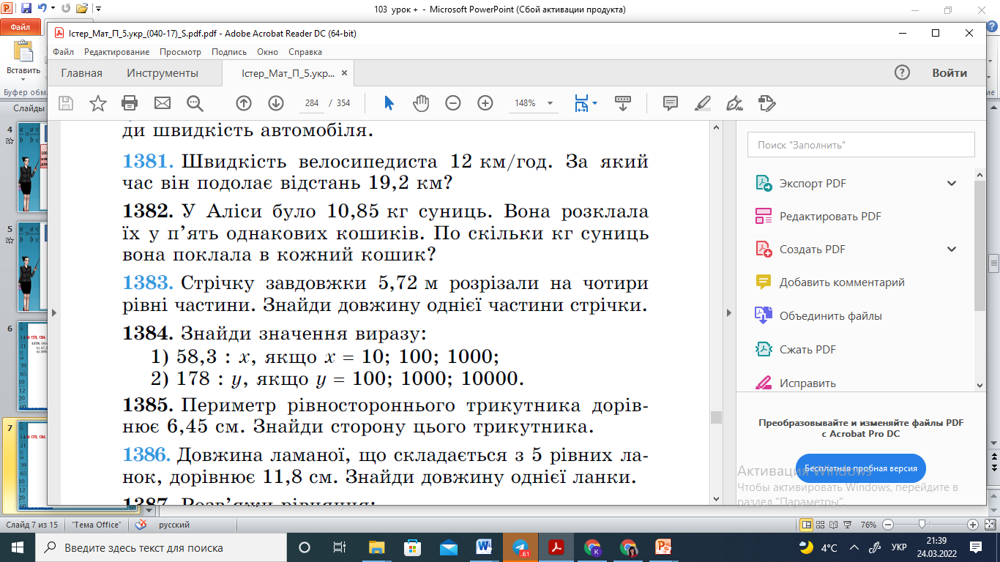 103 урок + - Microsoft PowerPoint (Сбой активации продукта)
Файл
Вставить
Буфер обм.
Слайды
Істер_Мат_П_5.укр_(040-17)_S.pdf.pdf - Adobe Acrobat Reader DC (64-bit)
Файл Редактирование Просмотр Подпись Окно Справка
Главная Инструменты Істер_Мат_П_5.укр... × Войти
284 / 354 148%
ди швидкість автомобіля.
1381. Швидкість велосипедиста 12 км/год. За який
час він подолає відстань 19,2 км?
1382. У Аліси було 10,85 кг суниць. Вона розклала
їх у п’ять однакових кошиків. По скільки кг суниць
вона поклала в кожний кошик?
1383. Стрічку завдовжки 5,72 м розрізали на чотири
рівні частини. Знайди довжину однієї частини стрічки.
1384. Знайди значення виразу:
1) 58,3 : x, якщо x = 10; 100; 1000;
2) 178 : y, якщо y = 100; 1000; 10000.
1385. Периметр рівностороннього трикутника дорів-
нює 6,45 см. Знайди сторону цього трикутника.
1386. Довжина ламаної, що складається з 5 рівних ла-
нок, дорівнює 11,8 см. Знайди довжину однієї ланки.
1387. Розв’яжи рівняння:
Поиск "Заполнить"
Экспорт PDF
Редактировать PDF
Создать PDF
Добавить комментарий
Объединить файлы
Сжать PDF
Исправить
Преобразовывайте и изменяйте файлы PDF
с Acrobat Pro DC
Бесплатная пробная версия
Активация Windows
Чтобы активировать Windows, перейдите в
раздел "Параметры".
4
5
6
7
Слайд 7 из 15 "Тема Office" русский 76%
Введите здесь текст для поиска
61
4°C УКР 21:39
24.03.2022